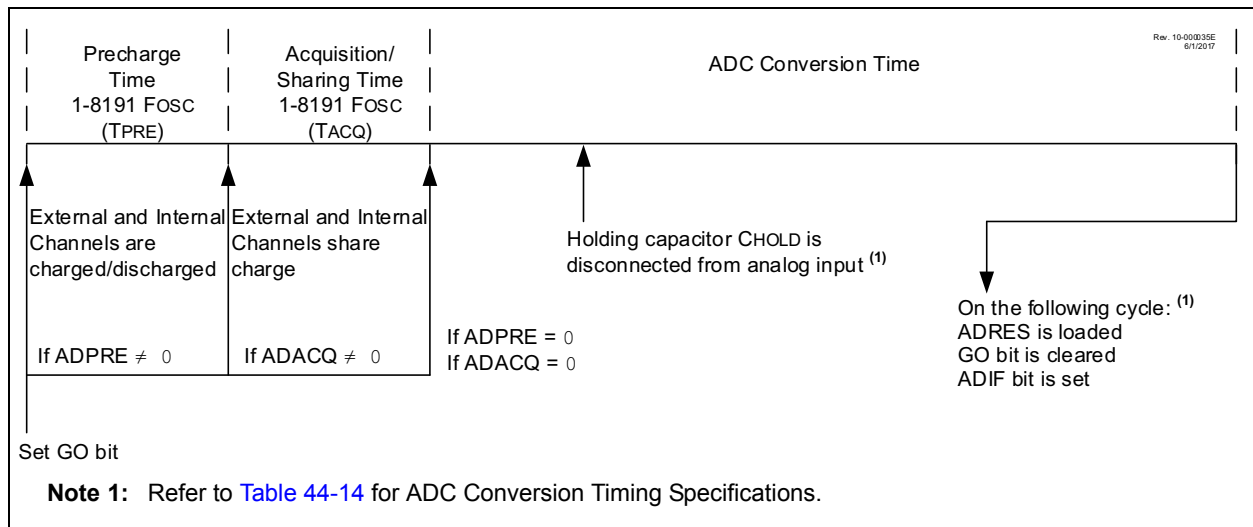 Rev. 10-000035E
6/1/2017
Precharge
Time
1-8191 FOSC
(TPRE)
Acquisition/
Sharing Time
1-8191 FOSC
(TACQ)
ADC Conversion Time
External and Internal
Channels are
charged/discharged
External and Internal
Channels share
charge
Holding capacitor CHOLD is
disconnected from analog input (1)
On the following cycle: (1)
ADRES is loaded
GO bit is cleared
ADIF bit is set
If ADPRE ≠ 0
If ADACQ ≠ 0
If ADPRE = 0
If ADACQ = 0
Set GO bit
Note 1: Refer to Table 44-14 for ADC Conversion Timing Specifications.